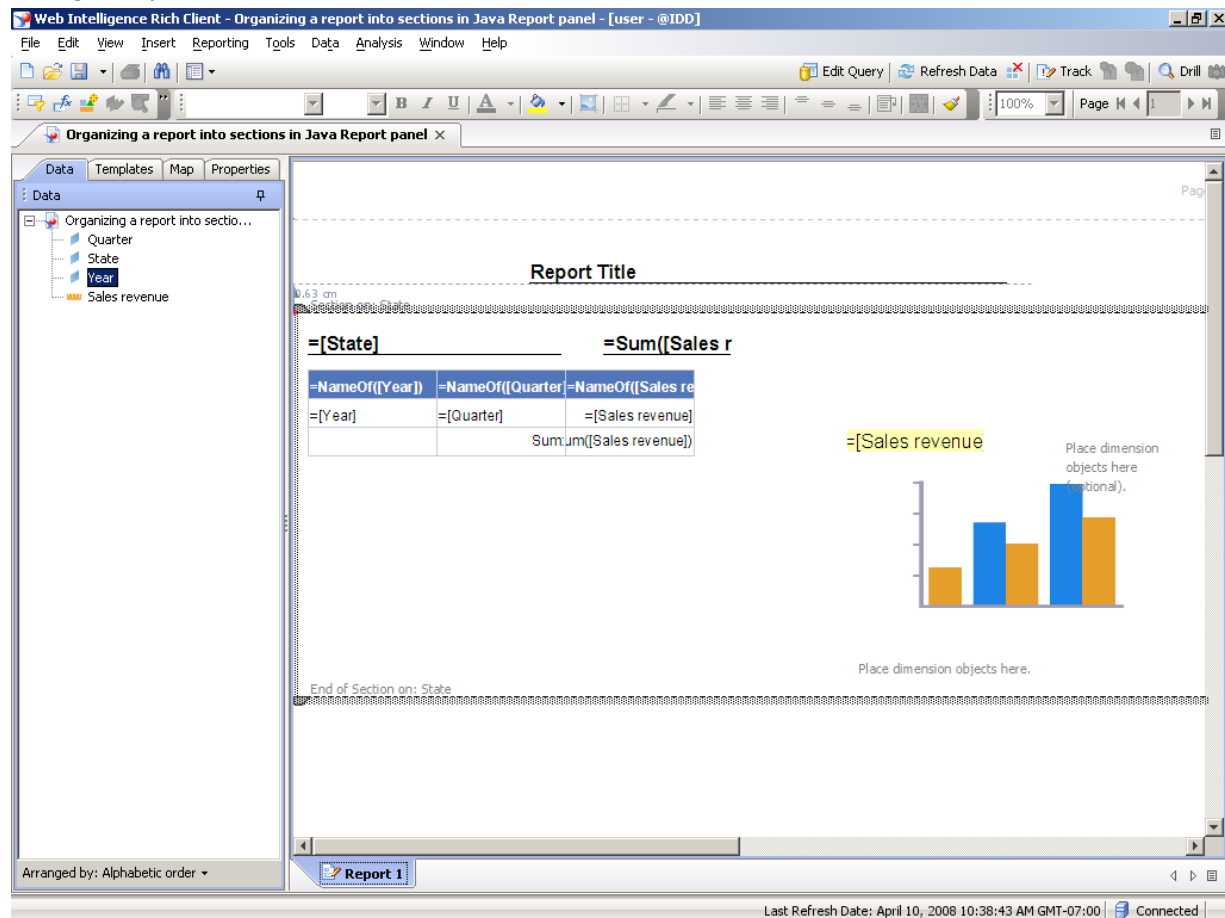 Web Intelligence Rich Client - Organizing a report into sections in Java Report panel - [user - @IDD]
File Edit View Insert Reporting Tools Data Analysis Window Help
Edit Query Refresh Data Track Drill
B I U A 100% Page 1
Organizing a report into sections in Java Report panel
Data Templates Map Properties
Data
Organizing a report into sectio...
Quarter
State
Year
Sales revenue
Arranged by: Alphabetic order
Pag
Report Title
0.63 cm
Section on: State
=[State] =Sum([Sales r
=NameOf([Year]) =NameOf([Quarter] =NameOf([Sales re
=[Year] =[Quarter] =[Sales revenue]
Sum: um([Sales revenue])
=[Sales revenue
Place dimension
objects here
(optional).
Place dimension objects here.
End of Section on: State
Report 1
Last Refresh Date: April 10, 2008 10:38:43 AM GMT-07:00 Connected